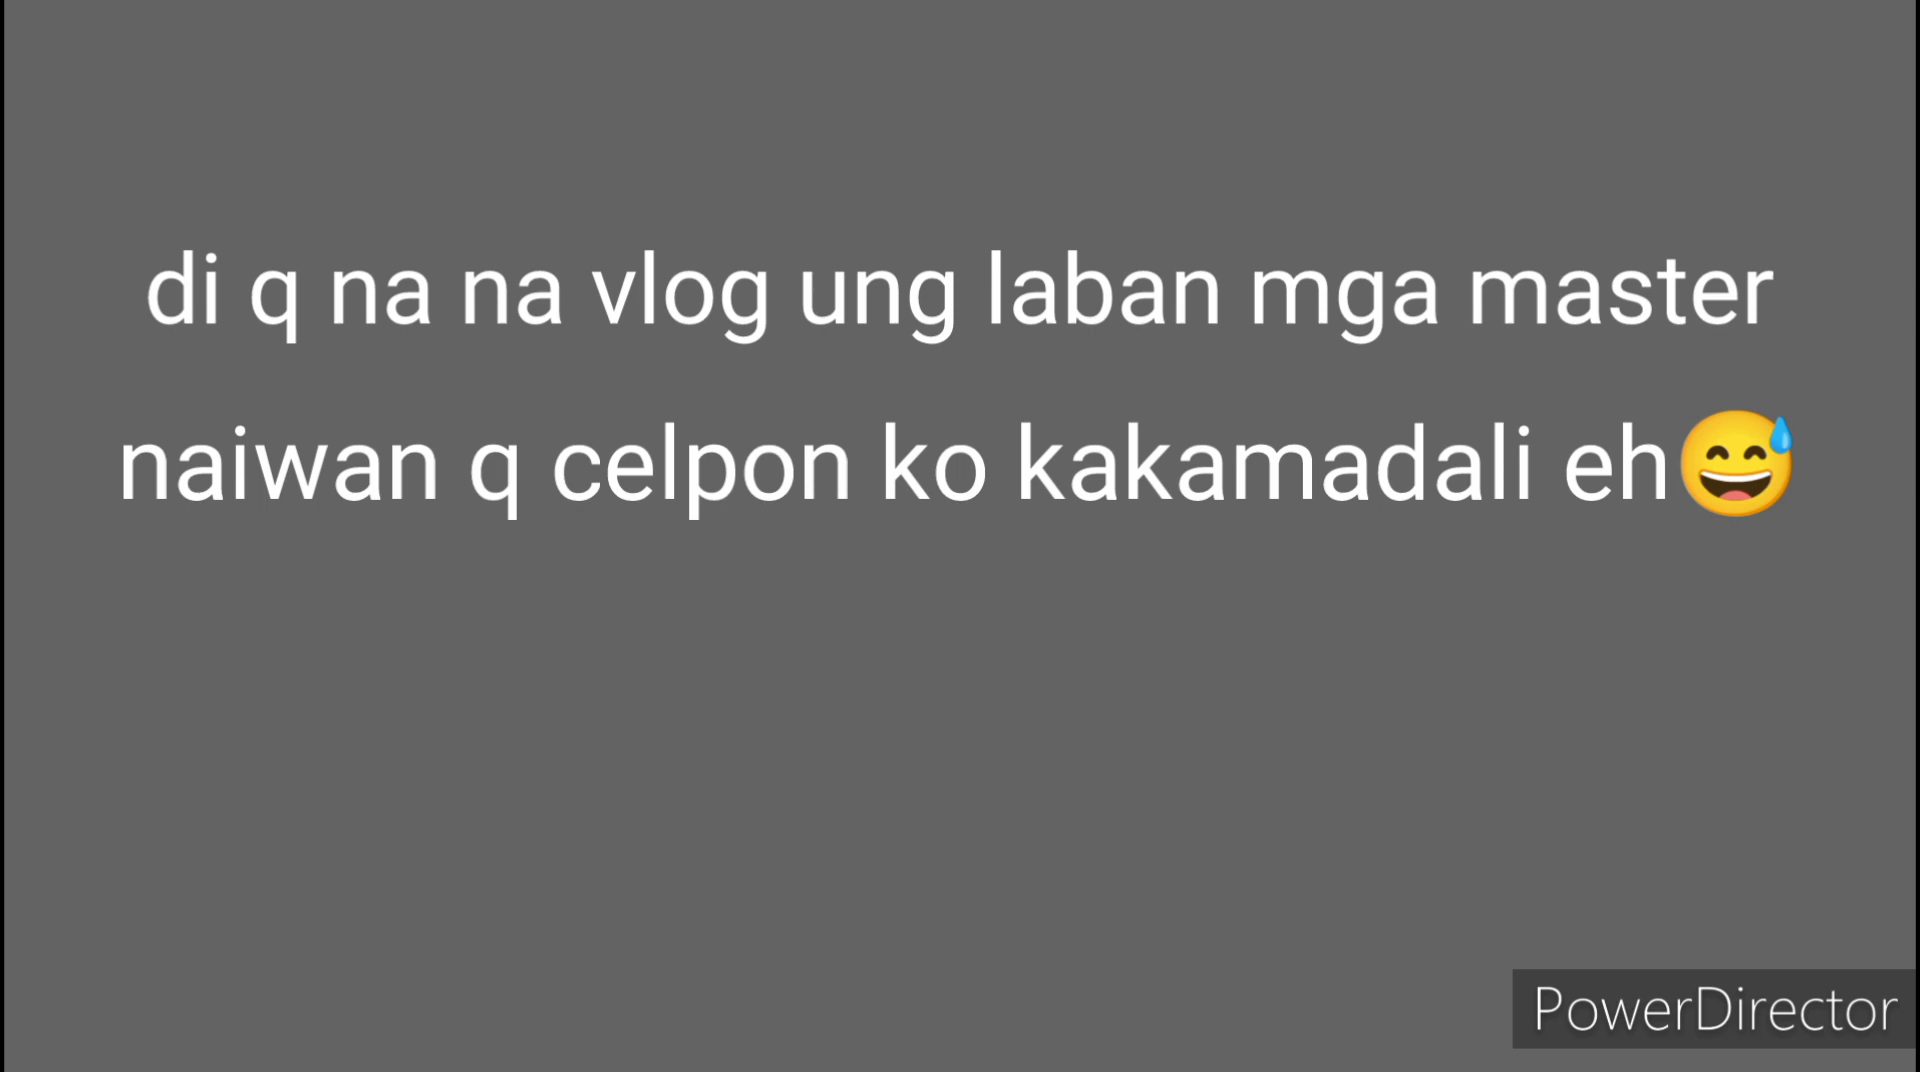 di q na na vlog ung laban mga master
naiwan q celpon ko kakamadali eh😅
PowerDirector